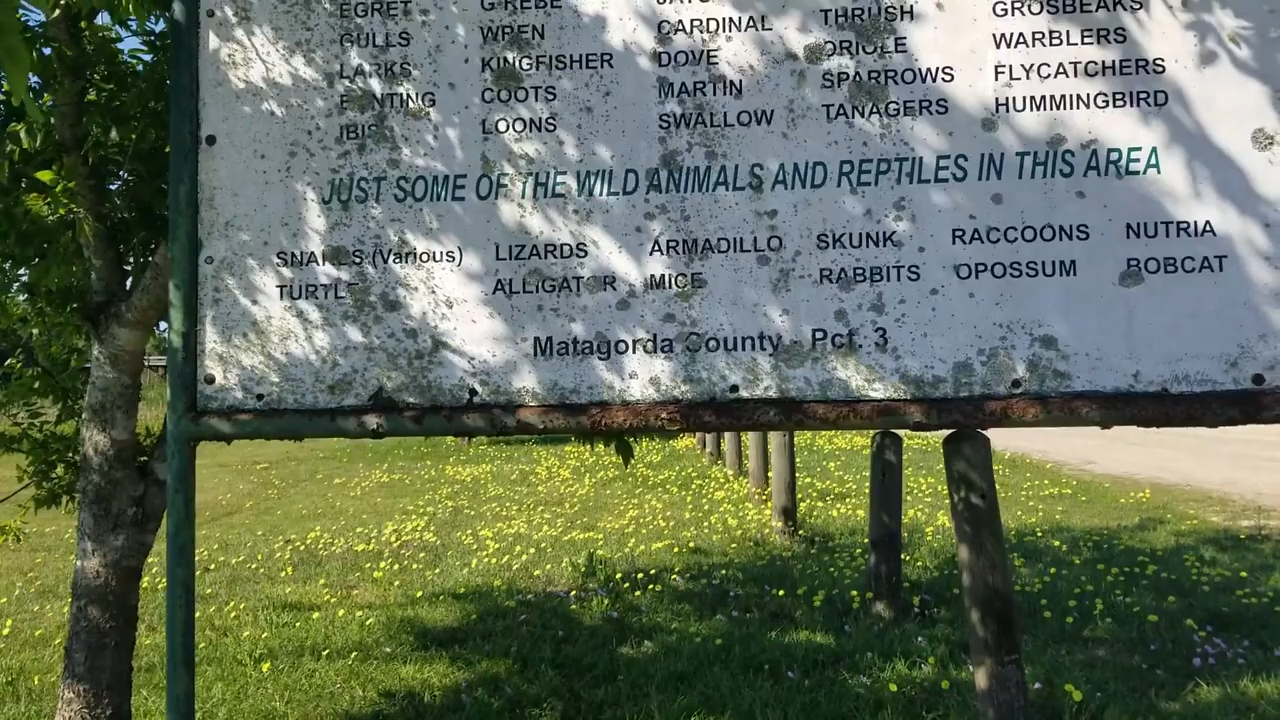 EGRET GREBE JAYS THRUSH GROSBEAKS
GULLS WREN CARDINAL ORIOLE WARBLERS
LARKS KINGFISHER DOVE SPARROWS FLYCATCHERS
BUNTING COOTS MARTIN TANAGERS HUMMINGBIRD
IBIS LOONS SWALLOW
JUST SOME OF THE WILD ANIMALS AND REPTILES IN THIS AREA
SNAKES (Various) LIZARDS ARMADILLO SKUNK RACCOONS NUTRIA
TURTLE ALLIGATOR MICE RABBITS OPOSSUM BOBCAT
Matagorda County - Pct. 3